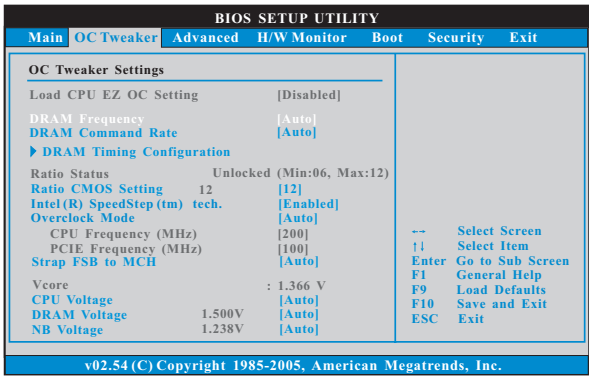 BIOS SETUP UTILITY
Main OC Tweaker Advanced H/W Monitor Boot Security Exit
OC Tweaker Settings
Load CPU EZ OC Setting [Disabled]
DRAM Frequency [Auto]
DRAM Command Rate [Auto]
DRAM Timing Configuration
Ratio Status Unlocked (Min:06, Max:12)
Ratio CMOS Setting 12 [12]
Intel(R) SpeedStep(tm) tech. [Enabled]
Overclock Mode [Auto]
CPU Frequency (MHz) [200]
PCIE Frequency (MHz) [100]
Strap FSB to MCH [Auto]
Vcore : 1.366 V
CPU Voltage [Auto]
DRAM Voltage 1.500V [Auto]
NB Voltage 1.238V [Auto]
←→ Select Screen
↑↓ Select Item
Enter Go to Sub Screen
F1 General Help
F9 Load Defaults
F10 Save and Exit
ESC Exit
v02.54 (C) Copyright 1985-2005, American Megatrends, Inc.